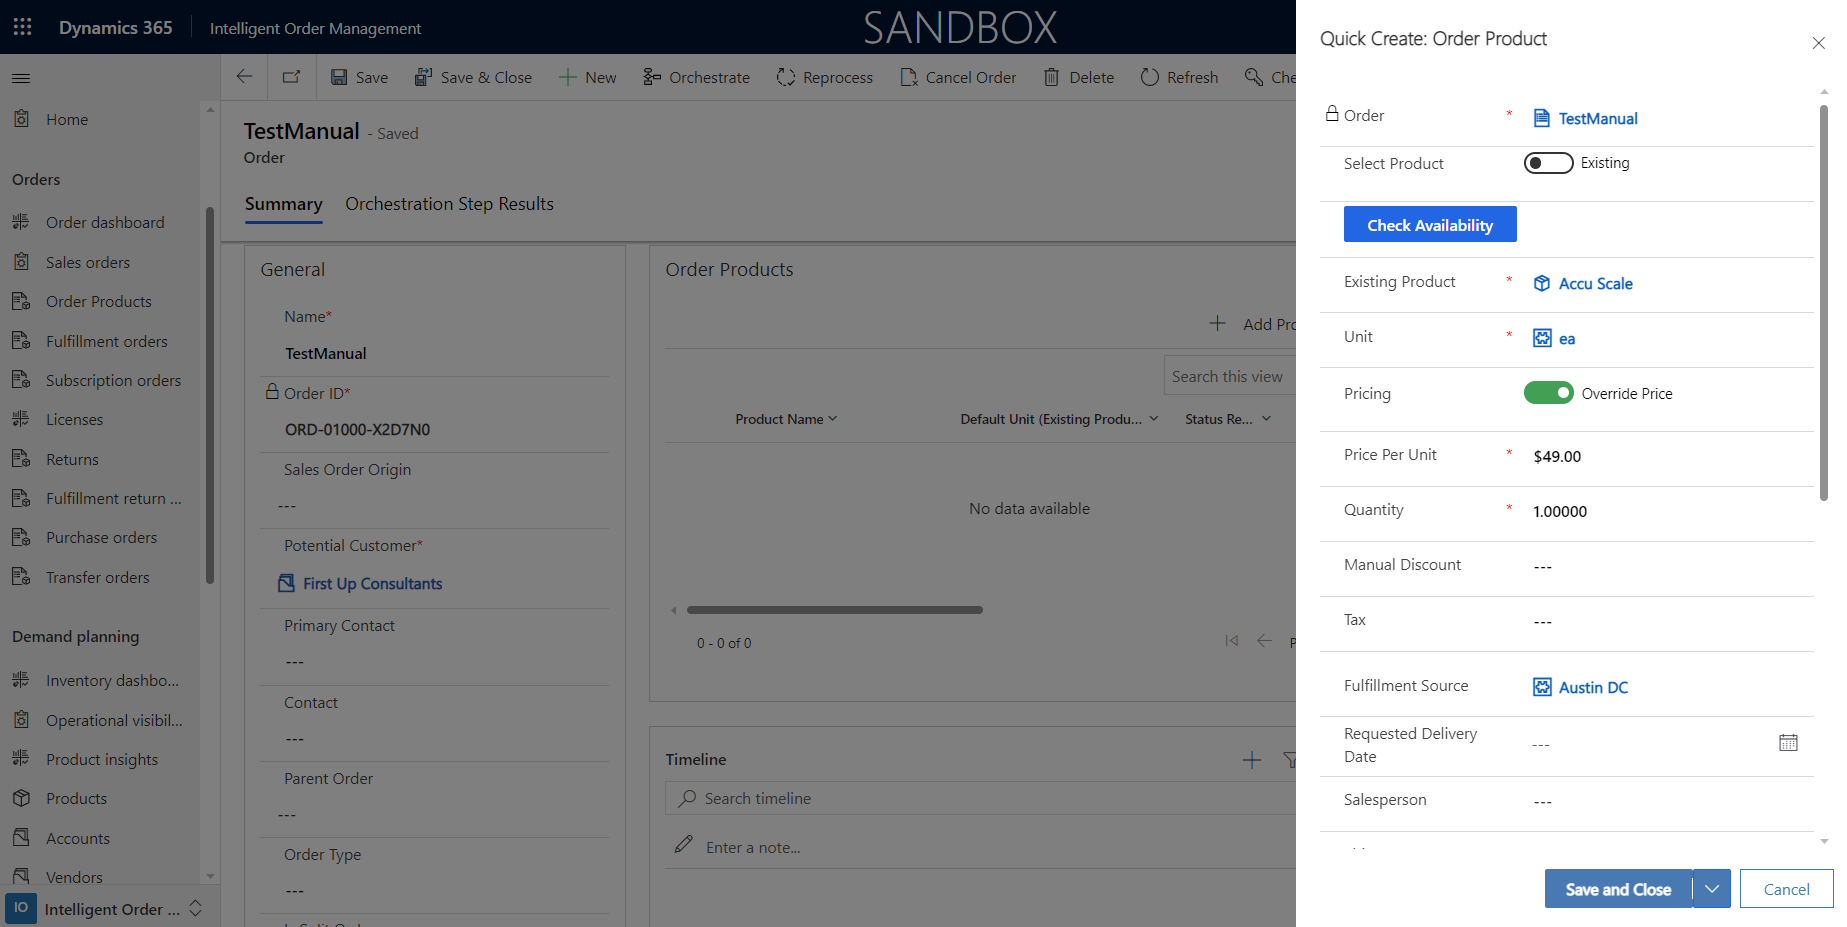 Dynamics 365
Intelligent Order Management
SANDBOX
Save
Save & Close
New
Orchestrate
Reprocess
Cancel Order
Delete
Refresh
Che
Home
Orders
Order dashboard
Sales orders
Order Products
Fulfillment orders
Subscription orders
Licenses
Returns
Fulfillment return ...
Purchase orders
Transfer orders
Demand planning
Inventory dashbo...
Operational visibil...
Product insights
Products
Accounts
Vendors
IO
Intelligent Order ...
TestManual - Saved
Order
Summary
Orchestration Step Results
General
Name*
TestManual
Order ID*
ORD-01000-X2D7N0
Sales Order Origin
---
Potential Customer*
First Up Consultants
Primary Contact
---
Contact
---
Parent Order
---
Order Type
---
Order Products
Add Pro
Search this view
Product Name
Default Unit (Existing Produ...
Status Re...
No data available
0 - 0 of 0
P
Timeline
Search timeline
Enter a note...
Quick Create: Order Product
Order *
TestManual
Select Product
Existing
Check Availability
Existing Product *
Accu Scale
Unit *
ea
Pricing
Override Price
Price Per Unit *
$49.00
Quantity *
1.00000
Manual Discount
---
Tax
---
Fulfillment Source
Austin DC
Requested Delivery
Date
---
Salesperson
---
Save and Close
Cancel